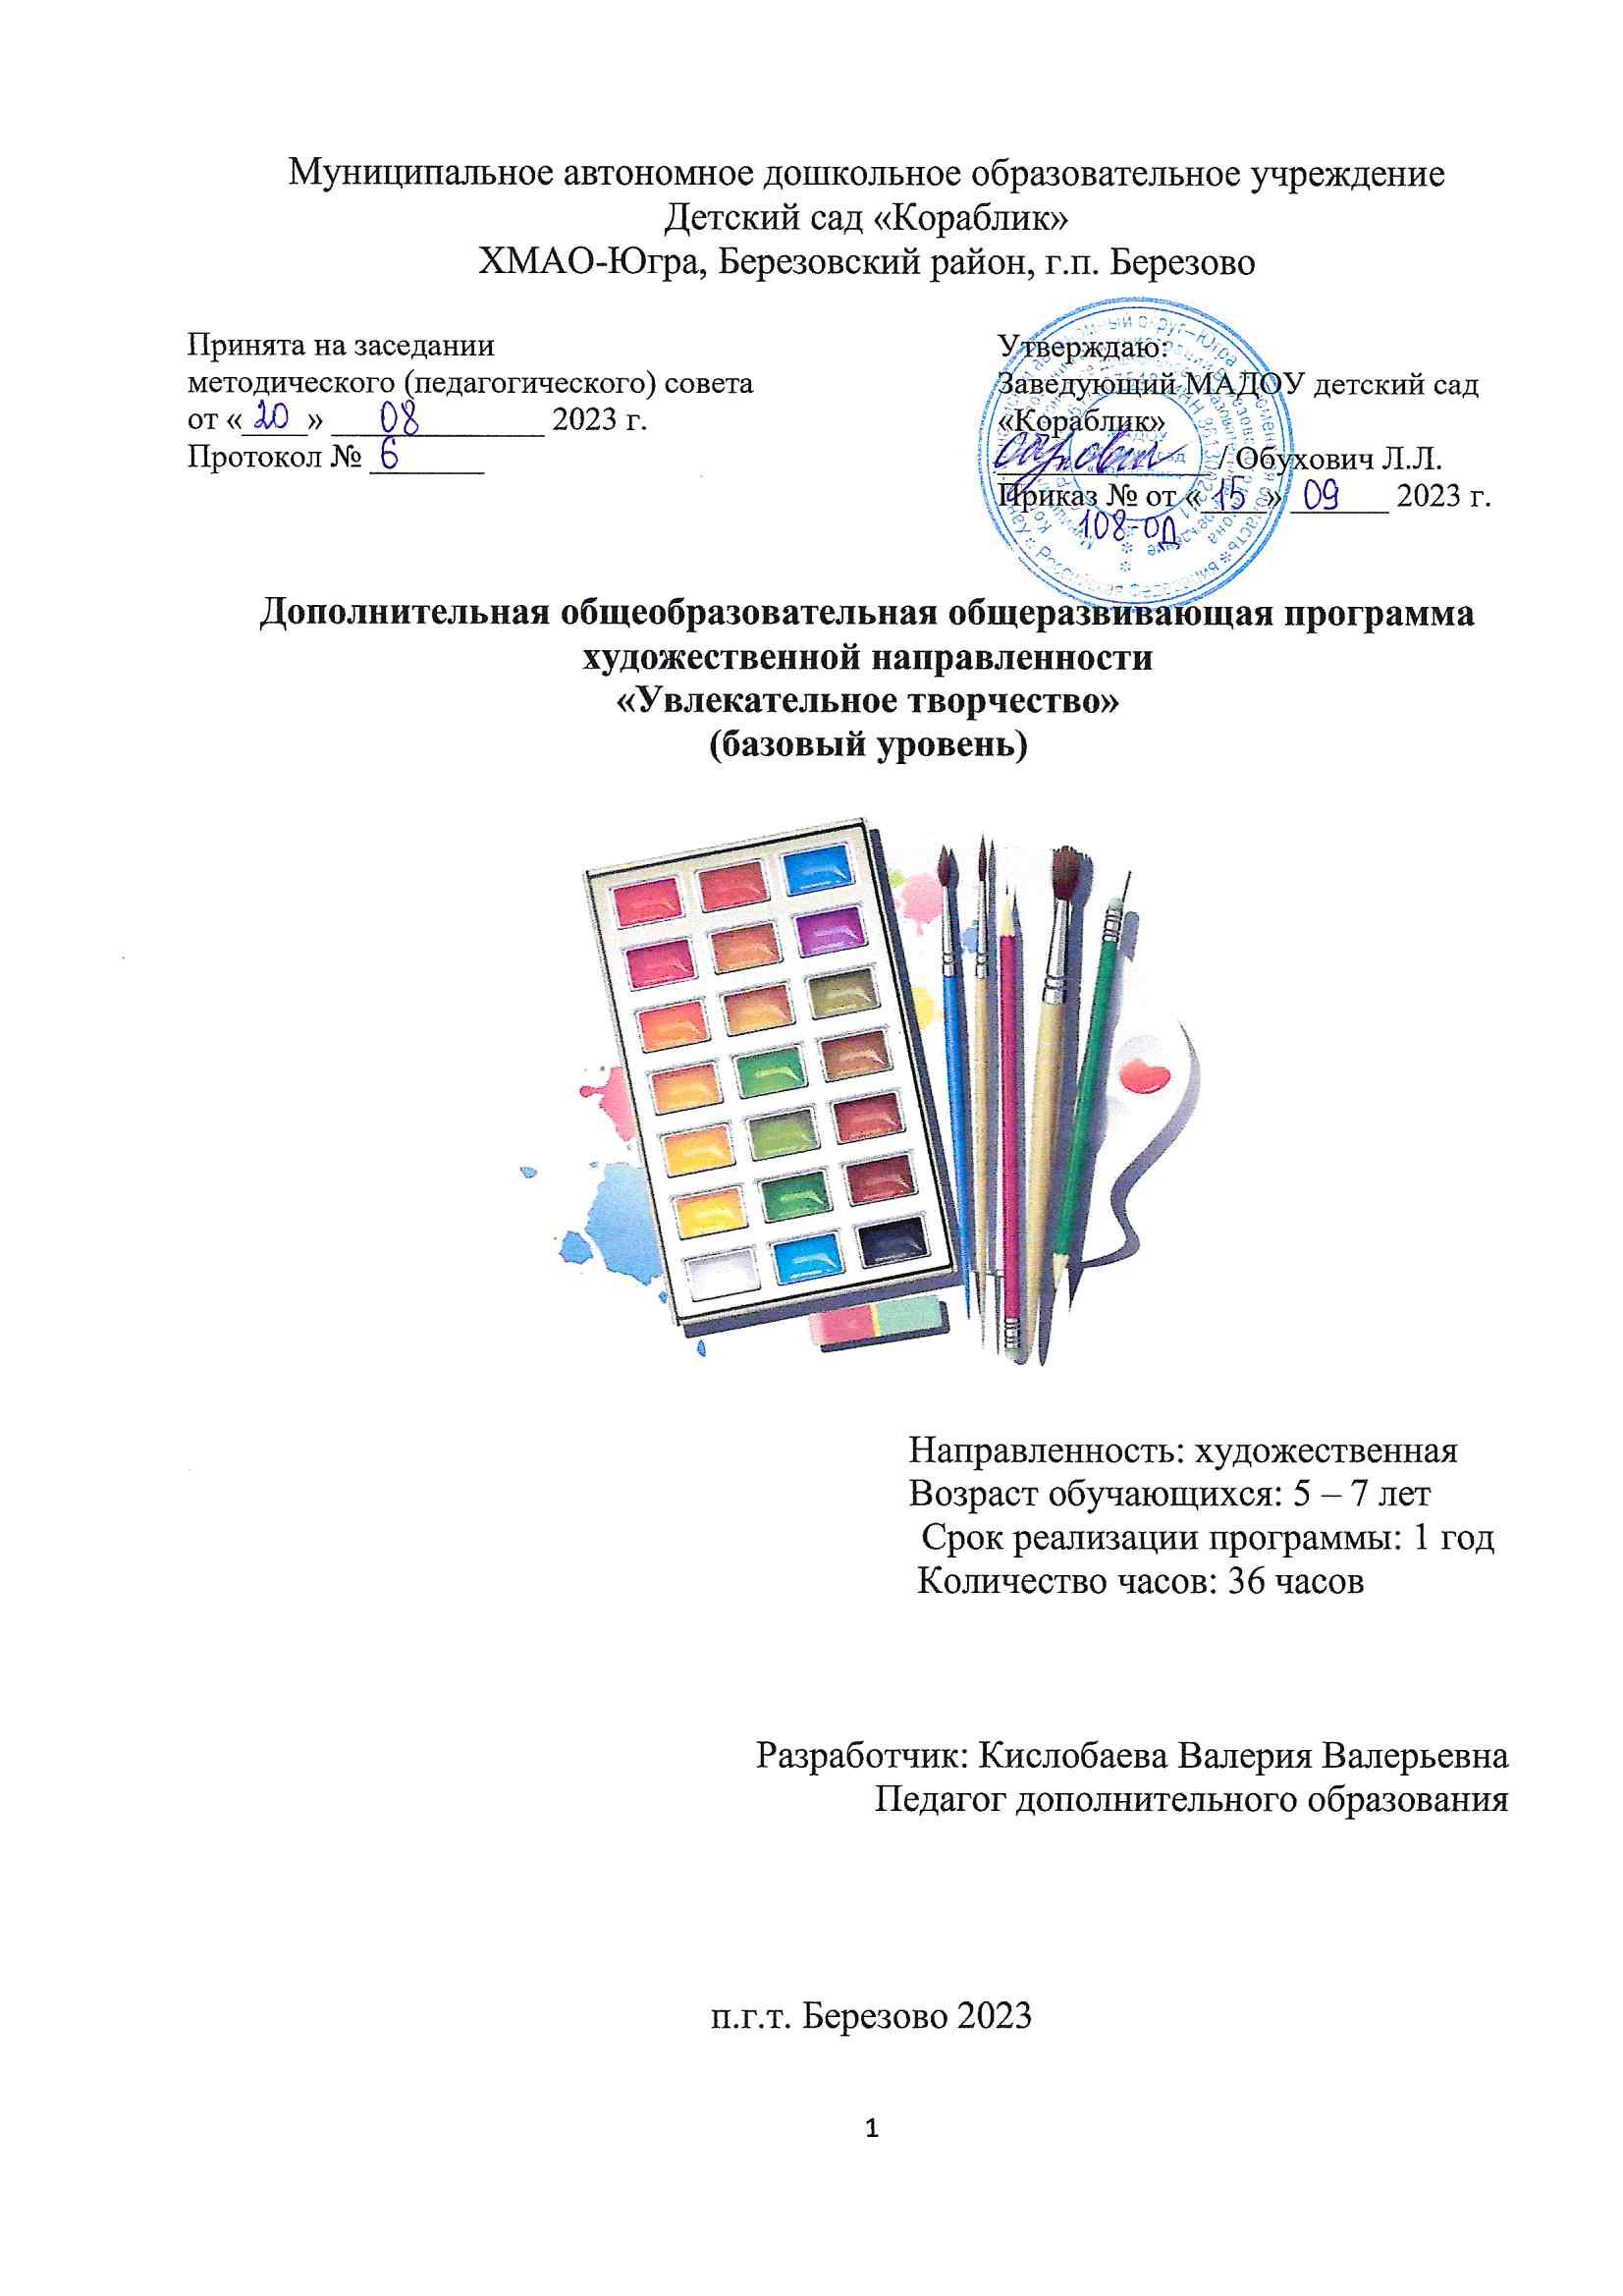 Муниципальное автономное дошкольное образовательное учреждение
Детский сад «Кораблик»
ХМАО-Югра, Березовский район, г.п. Березово
Принята на заседании
методического (педагогического) совета
от «20» 08 2023 г.
Протокол № 6
Утверждаю:
Заведующий МАДОУ детский сад
«Кораблик»
/ Обухович Л.Л.
Приказ № от «15» 09 2023 г.
108-од
Дополнительная общеобразовательная общеразвивающая программа
художественной направленности
«Увлекательное творчество»
(базовый уровень)
Направленность: художественная
Возраст обучающихся: 5 – 7 лет
Срок реализации программы: 1 год
Количество часов: 36 часов
Разработчик: Кислобаева Валерия Валерьевна
Педагог дополнительного образования
п.г.т. Березово 2023
1